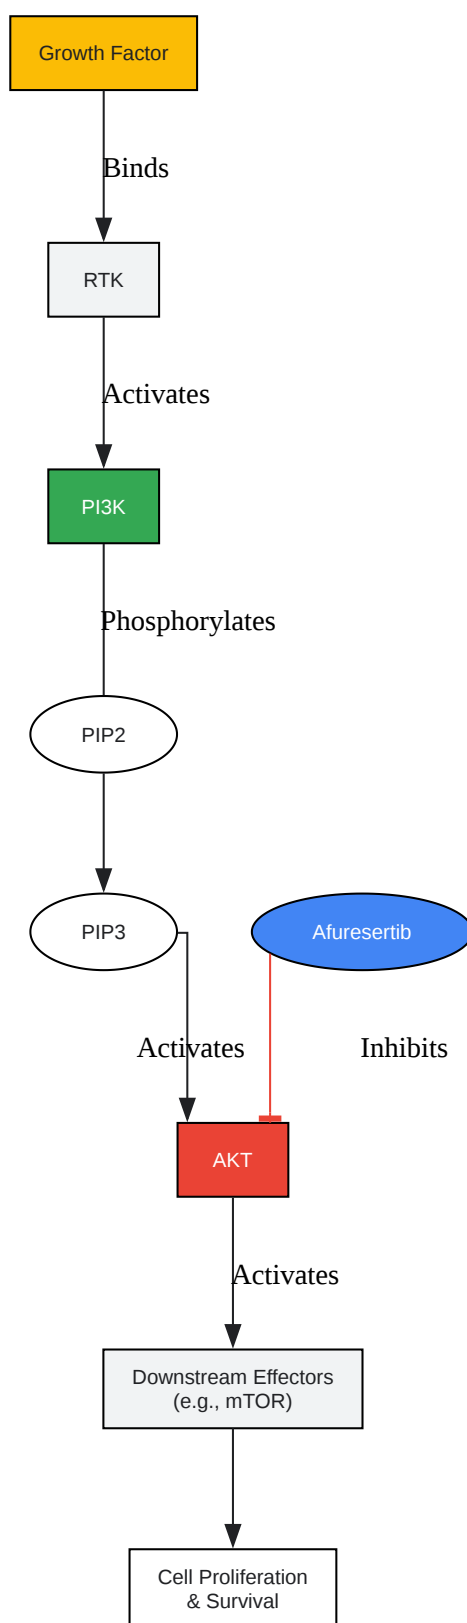 Growth Factor
Binds
RTK
Activates
PI3K
Phosphorylates
PIP2
PIP3
Afuresertib
Activates
Inhibits
AKT
Activates
Downstream Effectors
(e.g., mTOR)
Cell Proliferation
& Survival